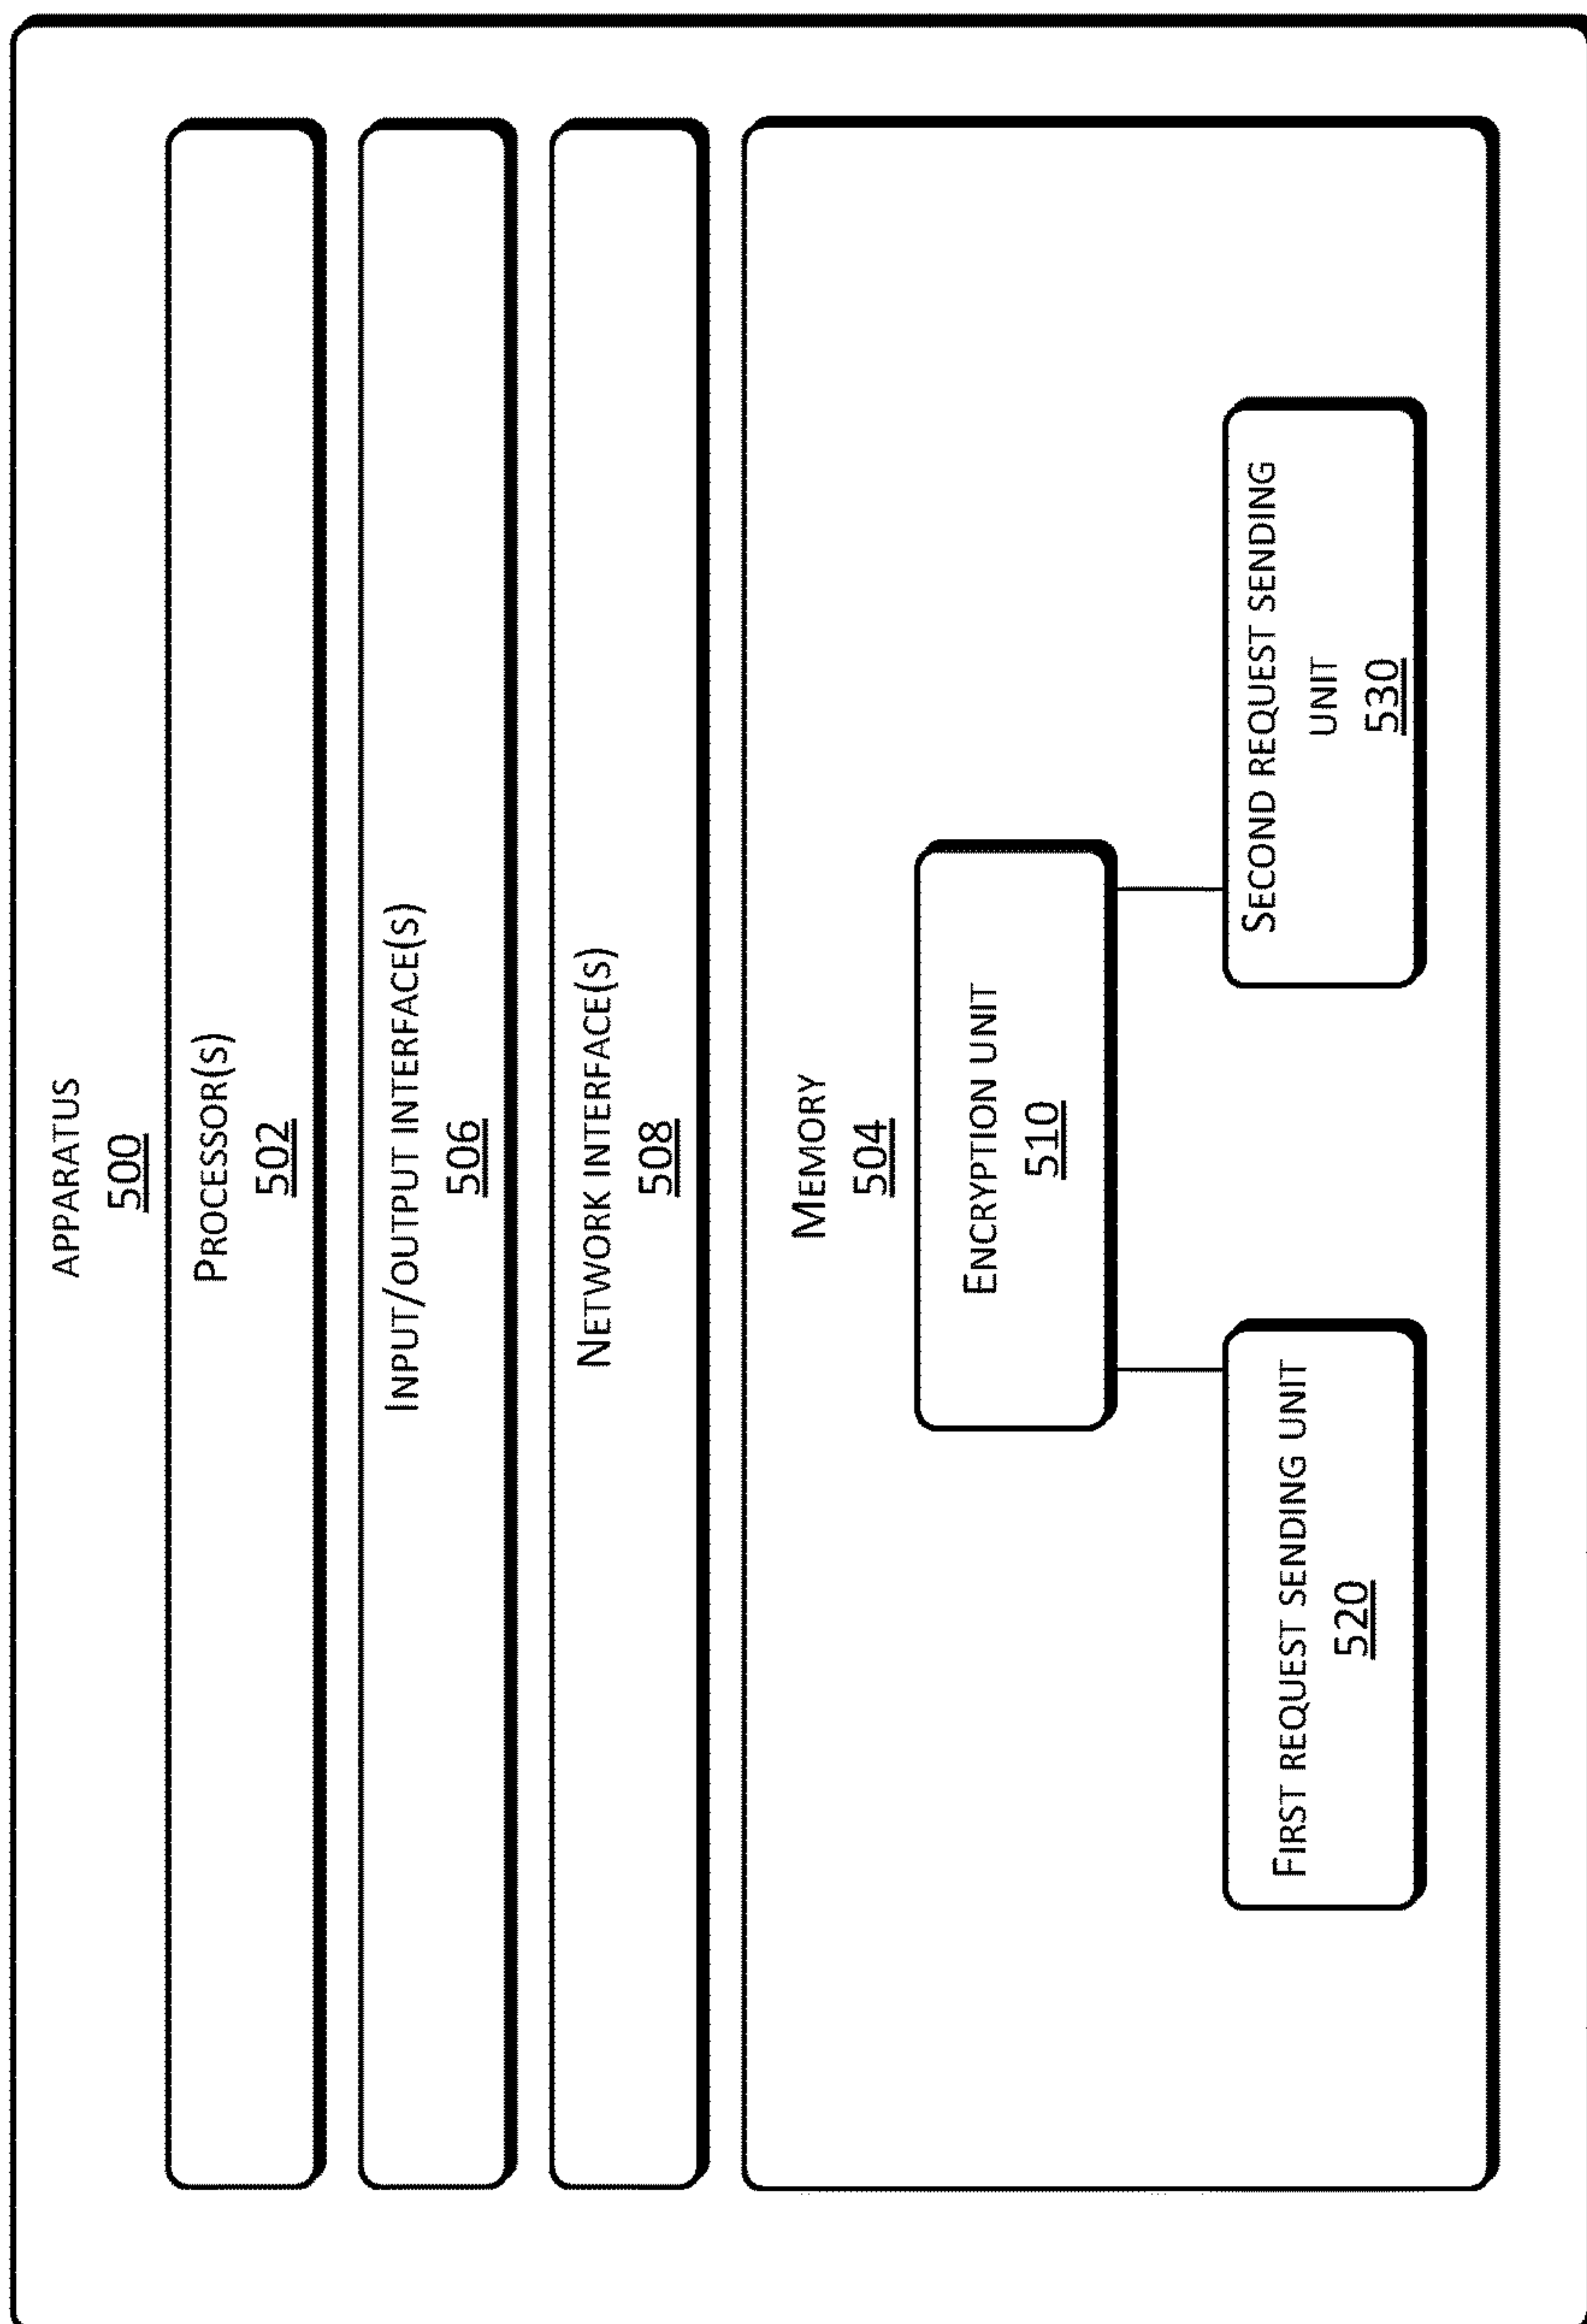 APPARATUS
500
PROCESSOR(S)
502
INPUT/OUTPUT INTERFACE(S)
506
NETWORK INTERFACE(S)
508
MEMORY
504
ENCRYPTION UNIT
510
FIRST REQUEST SENDING UNIT
520
SECOND REQUEST SENDING
UNIT
530